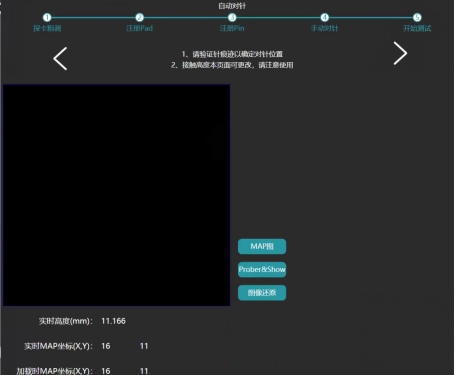 自动对针
1 2 3 4 5
探卡检测 注册Pad 注册Pin 手动对针 开始测试
1、请验证针痕迹以确定对针位置
2、接触高度本页面可更改，请注意使用
MAP图
Prober&Show
图像还原
实时高度(mm): 11.166
实时MAP坐标(X,Y): 16 11
加载时MAP坐标(X,Y): 16 11